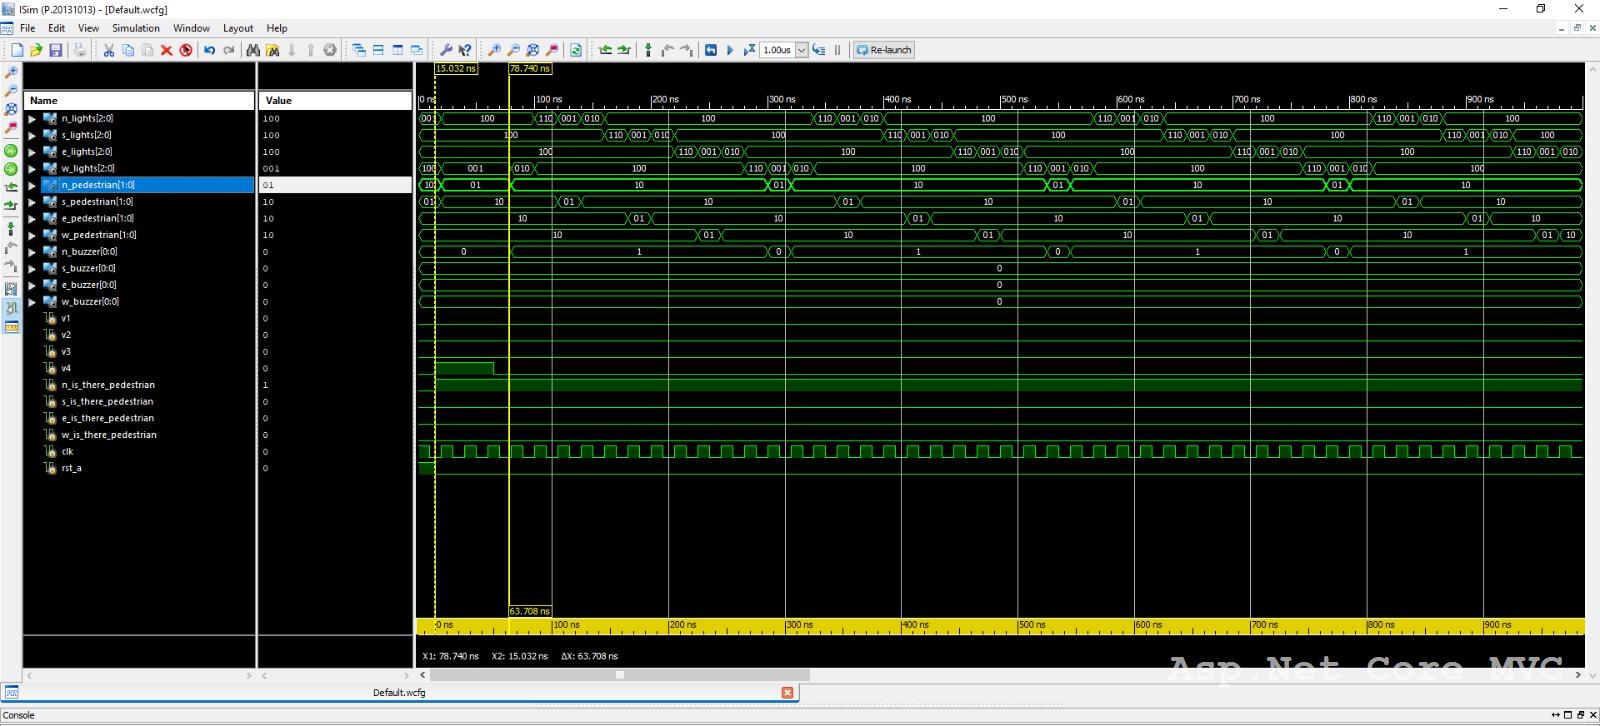 ISim (P.20131013) - [Default.wcfg]
File Edit View Simulation Window Layout Help
1.00us Re-launch
15.032 ns 78.740 ns
Name Value
0 ns 100 ns 200 ns 300 ns 400 ns 500 ns 600 ns 700 ns 800 ns 900 ns
n_lights[2:0] 100 001 100 110 001 010 100 110 001 010 100 110 001 010 100 110 001 010 100
s_lights[2:0] 100 100 110 001 010 100 110 001 010 100 110 001 010 100 110 001 010 100
e_lights[2:0] 100 100 110 001 010 100 110 001 010 100 110 001 010 100 110 001 010
w_lights[2:0] 001 100 001 010 100 110 001 010 100 110 001 010 100 110 001 010 100
n_pedestrian[1:0] 01 10 01 10 01 10 01 10 01 10
s_pedestrian[1:0] 10 01 10 01 10 01 10 01 10 01 10
e_pedestrian[1:0] 10 10 01 10 01 10 01 10 01 10
w_pedestrian[1:0] 10 10 01 10 01 10 01 10 01 10
n_buzzer[0:0] 0 0 1 0 1 0 1 0 1
s_buzzer[0:0] 0 0
e_buzzer[0:0] 0 0
w_buzzer[0:0] 0 0
v1 0
v2 0
v3 0
v4 0
n_is_there_pedestrian 1
s_is_there_pedestrian 0
e_is_there_pedestrian 0
w_is_there_pedestrian 0
clk 0
rst_a 0
63.708 ns
0 ns 100 ns 200 ns 300 ns 400 ns 500 ns 600 ns 700 ns 800 ns 900 ns
X1: 78.740 ns X2: 15.032 ns ΔX: 63.708 ns
Asp.Net Core MVC
Default.wcfg
Console